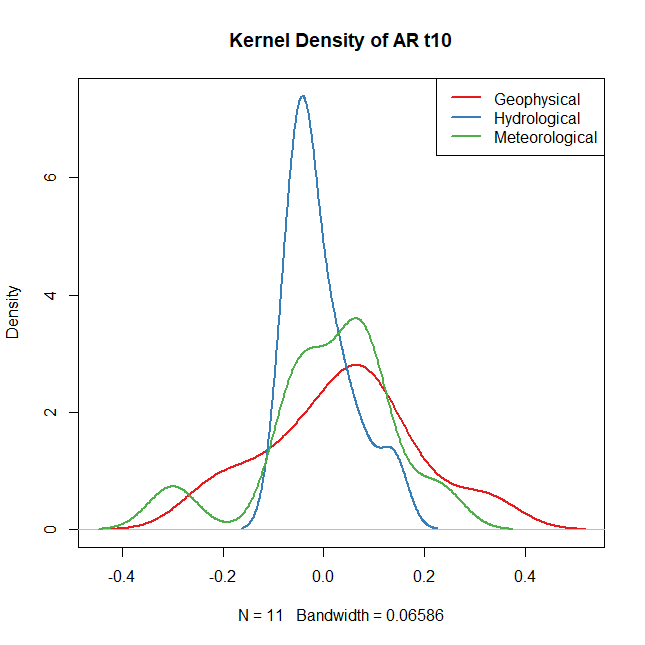 Kernel Density of AR t10
Geophysical
Hydrological
Meteorological
Density
6
4
2
0
-0.4 -0.2 0.0 0.2 0.4
N = 11 Bandwidth = 0.06586